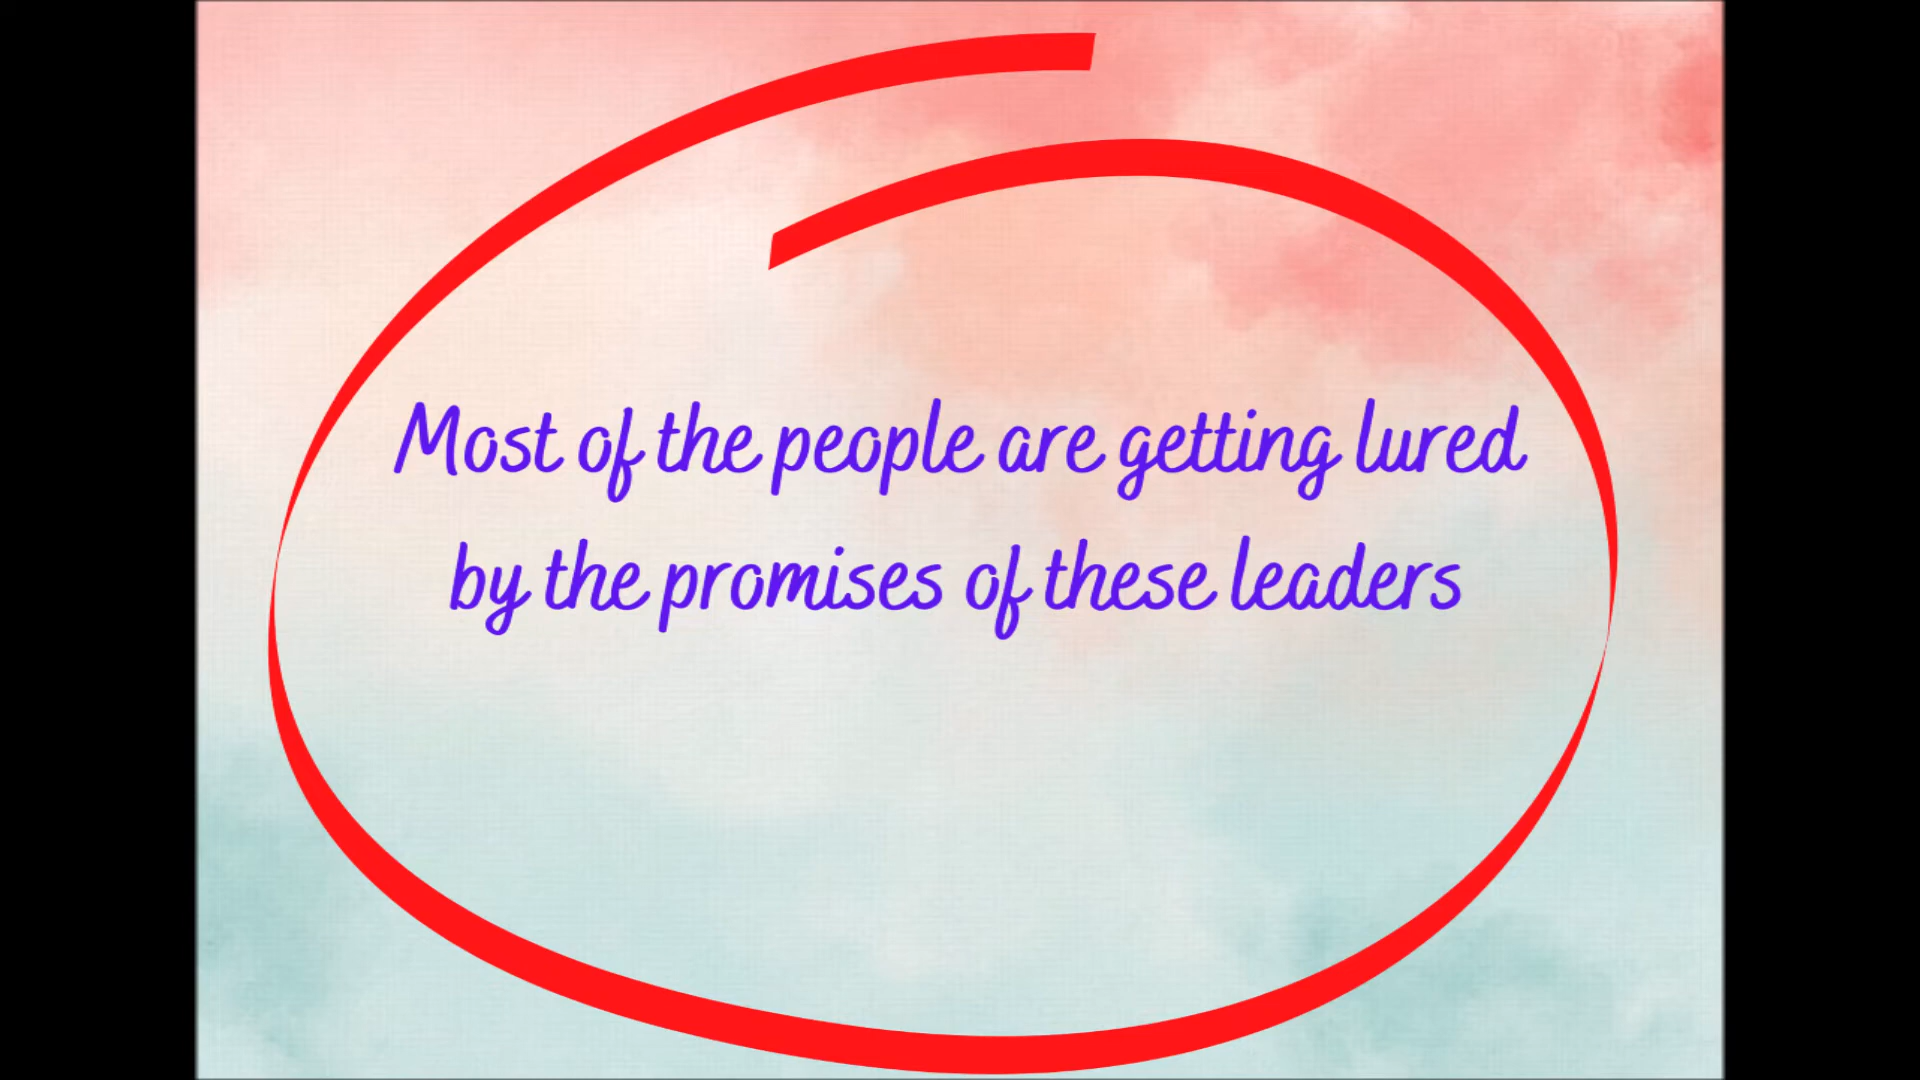 Most of the people are getting lured
by the promises of these leaders